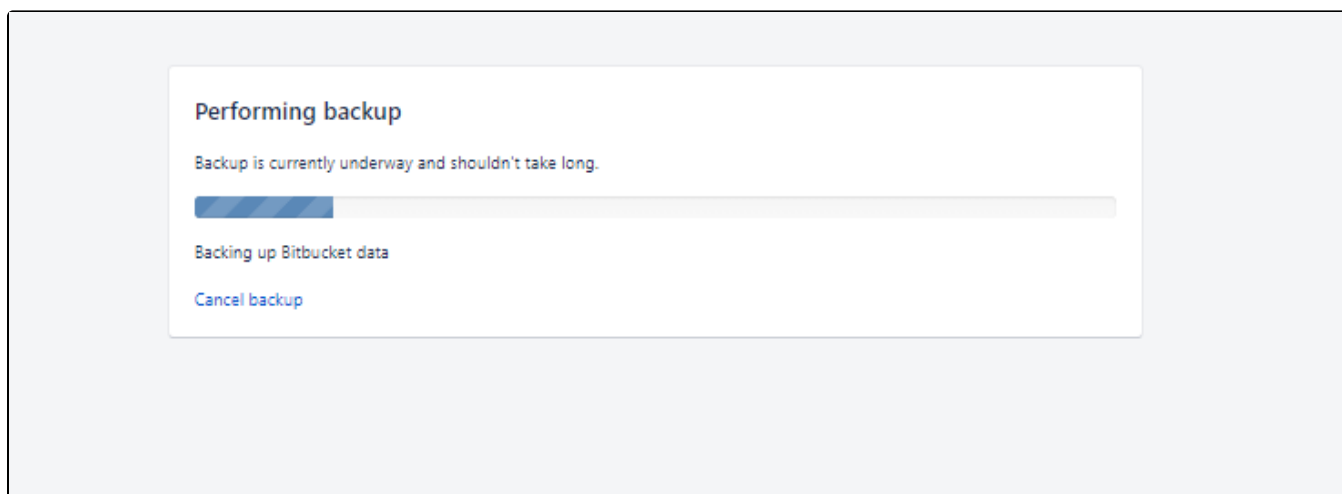 Performing backup
Backup is currently underway and shouldn't take long.
Backing up Bitbucket data
Cancel backup